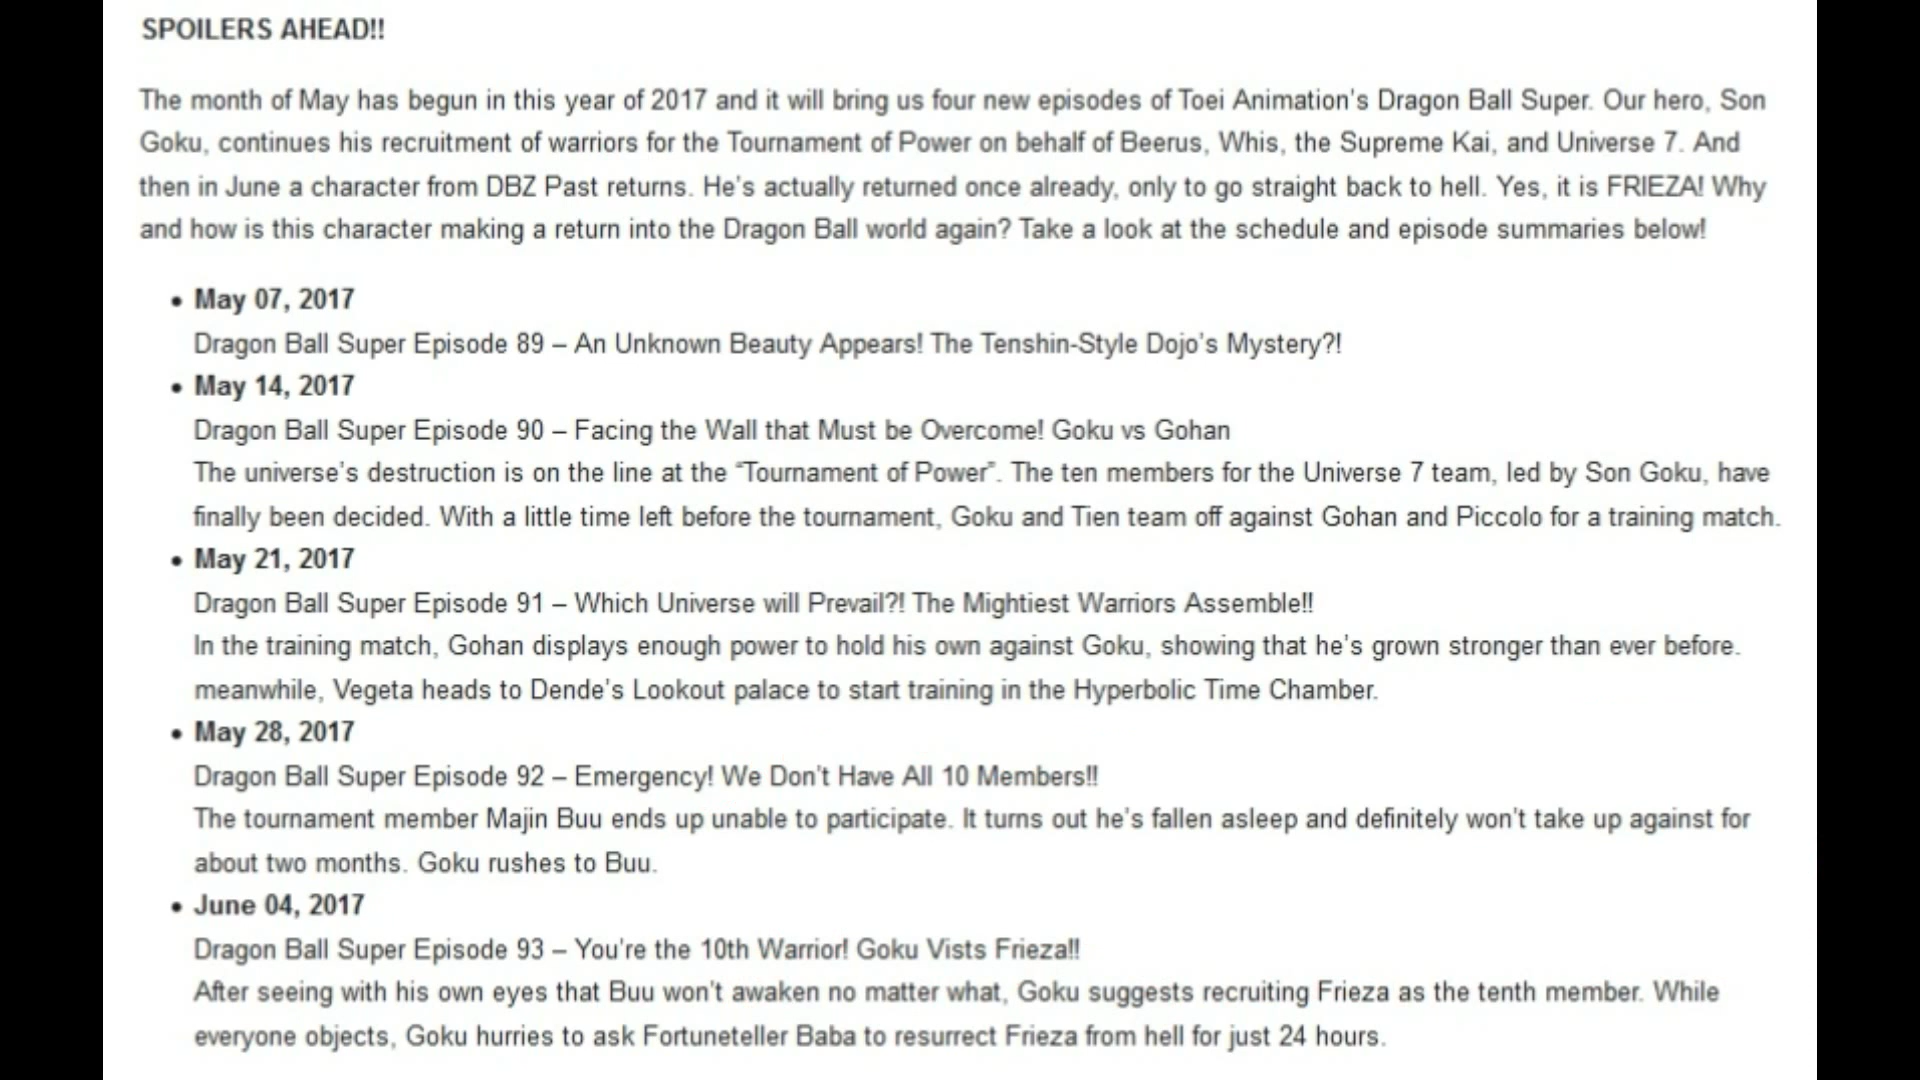 SPOILERS AHEAD!!
The month of May has begun in this year of 2017 and it will bring us four new episodes of Toei Animation's Dragon Ball Super. Our hero, Son
Goku, continues his recruitment of warriors for the Tournament of Power on behalf of Beerus, Whis, the Supreme Kai, and Universe 7. And
then in June a character from DBZ Past returns. He's actually returned once already, only to go straight back to hell. Yes, it is FRIEZA! Why
and how is this character making a return into the Dragon Ball world again? Take a look at the schedule and episode summaries below!
• May 07, 2017
Dragon Ball Super Episode 89 – An Unknown Beauty Appears! The Tenshin-Style Dojo's Mystery?!
• May 14, 2017
Dragon Ball Super Episode 90 – Facing the Wall that Must be Overcome! Goku vs Gohan
The universe's destruction is on the line at the “Tournament of Power”. The ten members for the Universe 7 team, led by Son Goku, have
finally been decided. With a little time left before the tournament, Goku and Tien team off against Gohan and Piccolo for a training match.
• May 21, 2017
Dragon Ball Super Episode 91 – Which Universe will Prevail?! The Mightiest Warriors Assemble!!
In the training match, Gohan displays enough power to hold his own against Goku, showing that he's grown stronger than ever before.
meanwhile, Vegeta heads to Dende's Lookout palace to start training in the Hyperbolic Time Chamber.
• May 28, 2017
Dragon Ball Super Episode 92 – Emergency! We Don't Have All 10 Members!!
The tournament member Majin Buu ends up unable to participate. It turns out he's fallen asleep and definitely won't take up against for
about two months. Goku rushes to Buu.
• June 04, 2017
Dragon Ball Super Episode 93 – You're the 10th Warrior! Goku Vists Frieza!!
After seeing with his own eyes that Buu won't awaken no matter what, Goku suggests recruiting Frieza as the tenth member. While
everyone objects, Goku hurries to ask Fortuneteller Baba to resurrect Frieza from hell for just 24 hours.